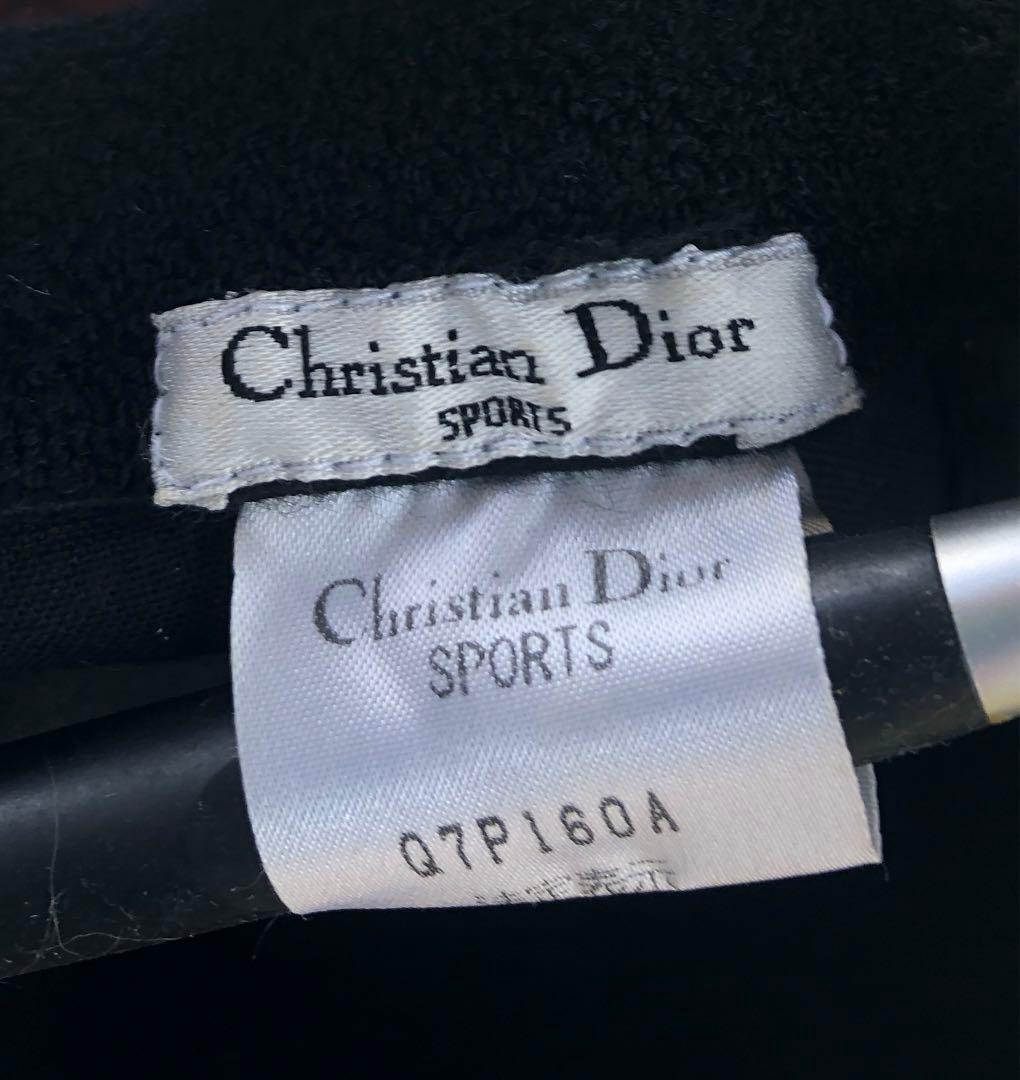 Christian Dior
SPORTS
Christian Dior
SPORTS
Q7P160A